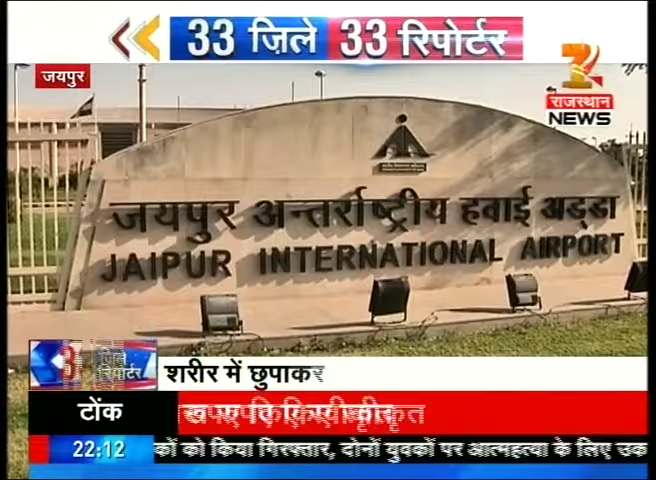 33 ज़िले 33 रिपोर्टर
जयपुर
राजस्थान
NEWS
जयपुर अन्तर्राष्ट्रीय हवाई अड्डा
JAIPUR INTERNATIONAL AIRPORT
शरीर में छुपाकर
टोंक
22:12
कों को किया गिरफ्तार, दोनों युवकों पर आत्महत्या के लिए उक